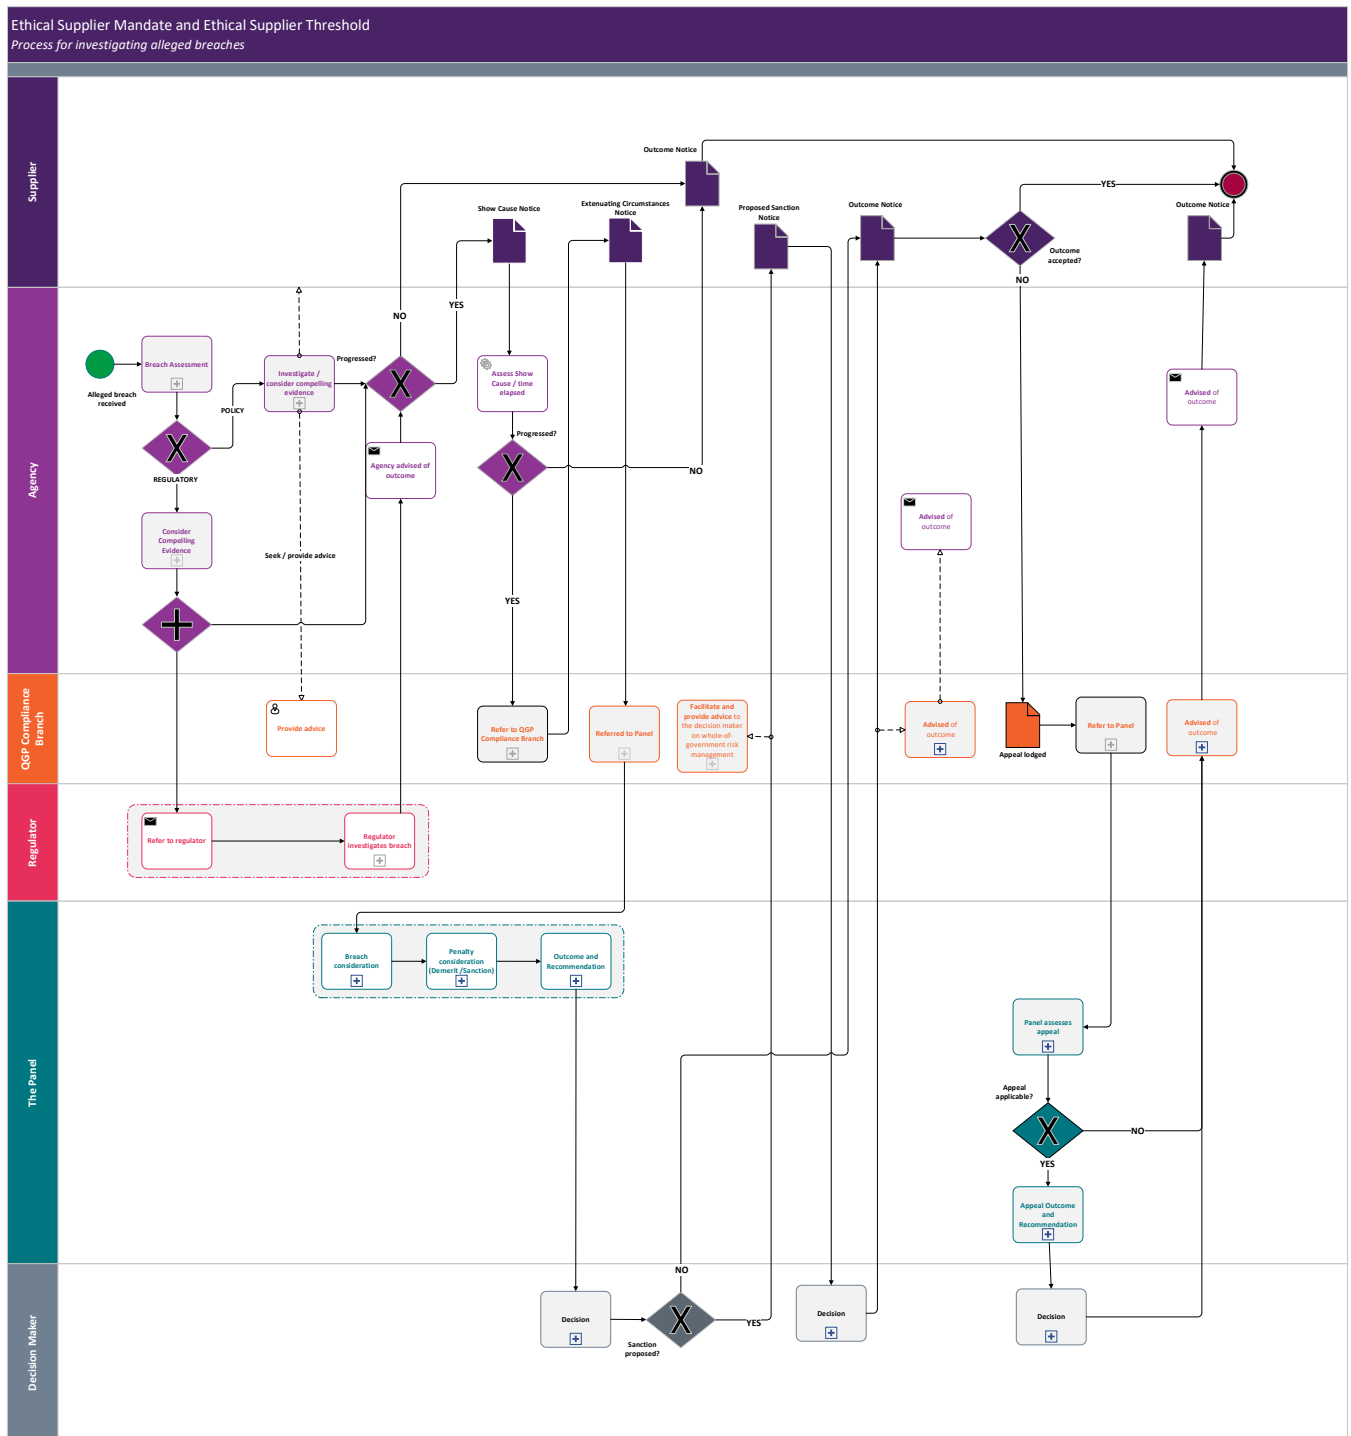 Ethical Supplier Mandate and Ethical Supplier Threshold
Process for investigating alleged breaches
Supplier
Outcome Notice
Show Cause Notice
Extenuating Circumstances
Notice
Proposed Sanction
Notice
Outcome Notice
YES
Outcome Notice
Outcome
accepted?
NO
Agency
YES
NO
Breach Assessment
Alleged breach
received
POLICY
Investigate /
consider compelling
evidence
Progressed?
Assess Show
Cause / time
elapsed
Advised of
outcome
Progressed?
NO
Agency advised of
outcome
REGULATORY
Consider
Compelling
Evidence
Seek / provide advice
Advised of
outcome
YES
QGP Compliance
Branch
Provide advice
Refer to QGP
Compliance Branch
Referred to Panel
Facilitate and
provide advice to
the decision maker
on whole-of-
government risk
management
Advised of
outcome
Appeal lodged
Refer to Panel
Advised of
outcome
Regulator
Refer to regulator
Regulator
investigates breach
The Panel
Breach
consideration
Penalty
consideration
(Demerit /Sanction)
Outcome and
Recommendation
Panel assesses
appeal
Appeal
applicable?
NO
YES
Appeal Outcome
and
Recommendation
Decision Maker
NO
Decision
Sanction
proposed?
YES
Decision
Decision